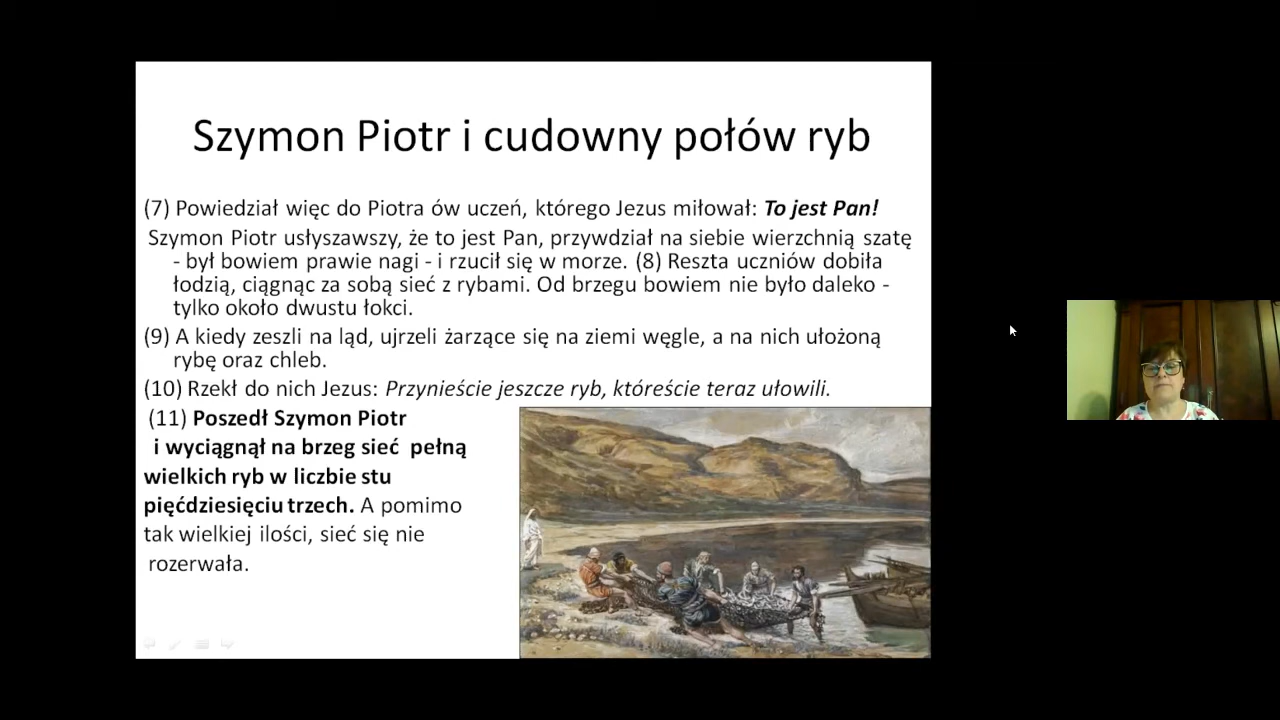 Szymon Piotr i cudowny połów ryb
(7) Powiedział więc do Piotra ów uczeń, którego Jezus miłował: To jest Pan!
Szymon Piotr usłyszawszy, że to jest Pan, przywdział na siebie wierzchnią szatę
- był bowiem prawie nagi - i rzucił się w morze. (8) Reszta uczniów dobiła
łodzią, ciągnąc za sobą sieć z rybami. Od brzegu bowiem nie było daleko -
tylko około dwustu łokci.
(9) A kiedy zeszli na ląd, ujrzeli żarzące się na ziemi węgle, a na nich ułożoną
rybę oraz chleb.
(10) Rzekł do nich Jezus: Przynieście jeszcze ryb, któreście teraz ułowili.
(11) Poszedł Szymon Piotr
i wyciągnął na brzeg sieć pełną
wielkich ryb w liczbie stu
pięćdziesięciu trzech. A pomimo
tak wielkiej ilości, sieć się nie
rozerwała.